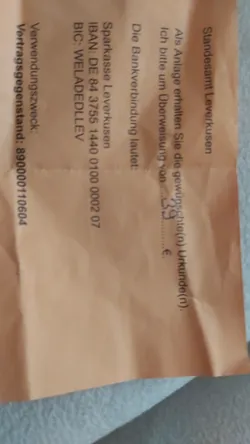 Standesamt Leverkusen
Als Anlage erhalten Sie die gewünschte(n) Urkunde(n).
Ich bitte um Überweisung von ...39......€.
Die Bankverbindung lautet:
Sparkasse Leverkusen
IBAN: DE 84 3755 1440 0100 0002 07
BIC: WELADEDLLEV
Verwendungszweck:
Vertragsgegenstand: 890000110604